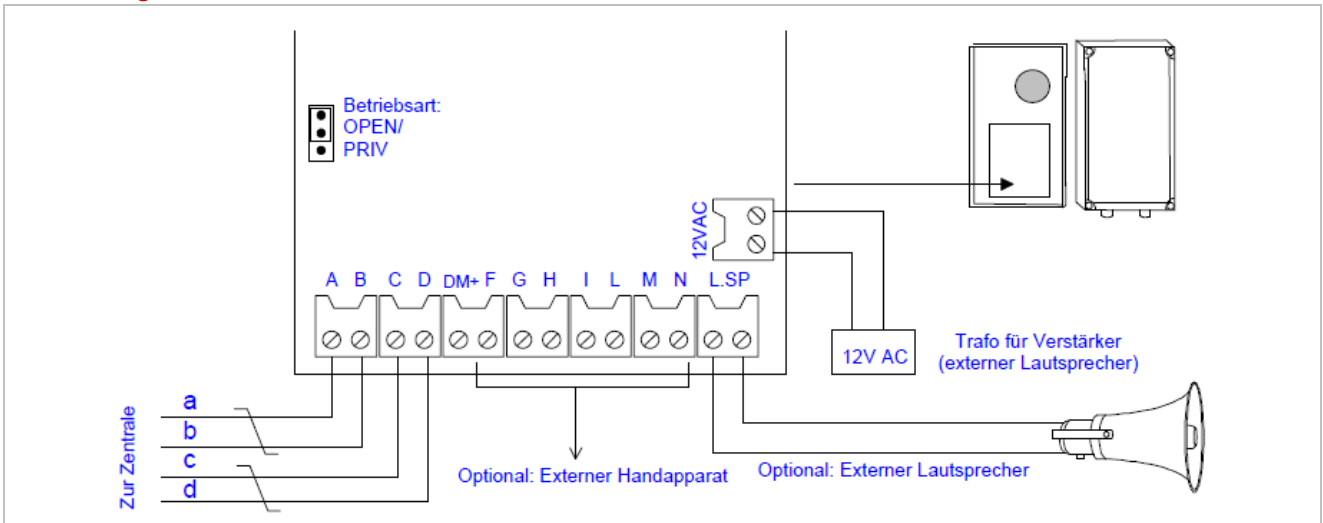 Betriebsart:
OPEN/
PRIV
12VAC
A B C D DM+ F G H I L M N L.SP
12V AC
Trafo für Verstärker
(externer Lautsprecher)
Zur Zentrale
a
b
c
d
Optional: Externer Handapparat
Optional: Externer Lautsprecher